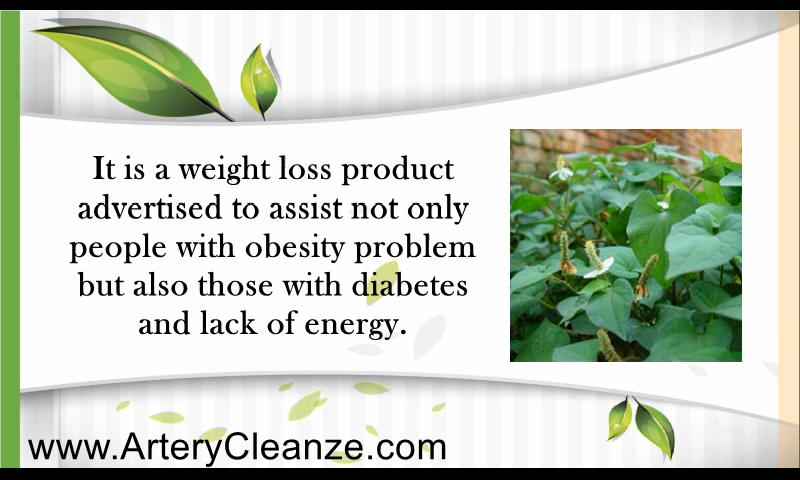 It is a weight loss product
advertised to assist not only
people with obesity problem
but also those with diabetes
and lack of energy.
www.ArteryCleanze.com